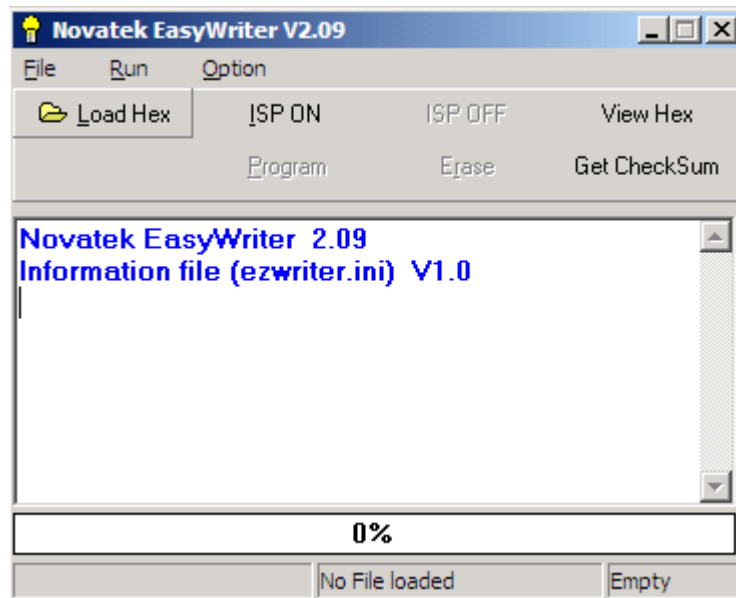 Novatek EasyWriter V2.09
File Run Option
Load Hex ISP ON ISP OFF View Hex
Program Erase Get CheckSum
Novatek EasyWriter 2.09
Information file (ezwriter.ini) V1.0
0%
No File loaded Empty